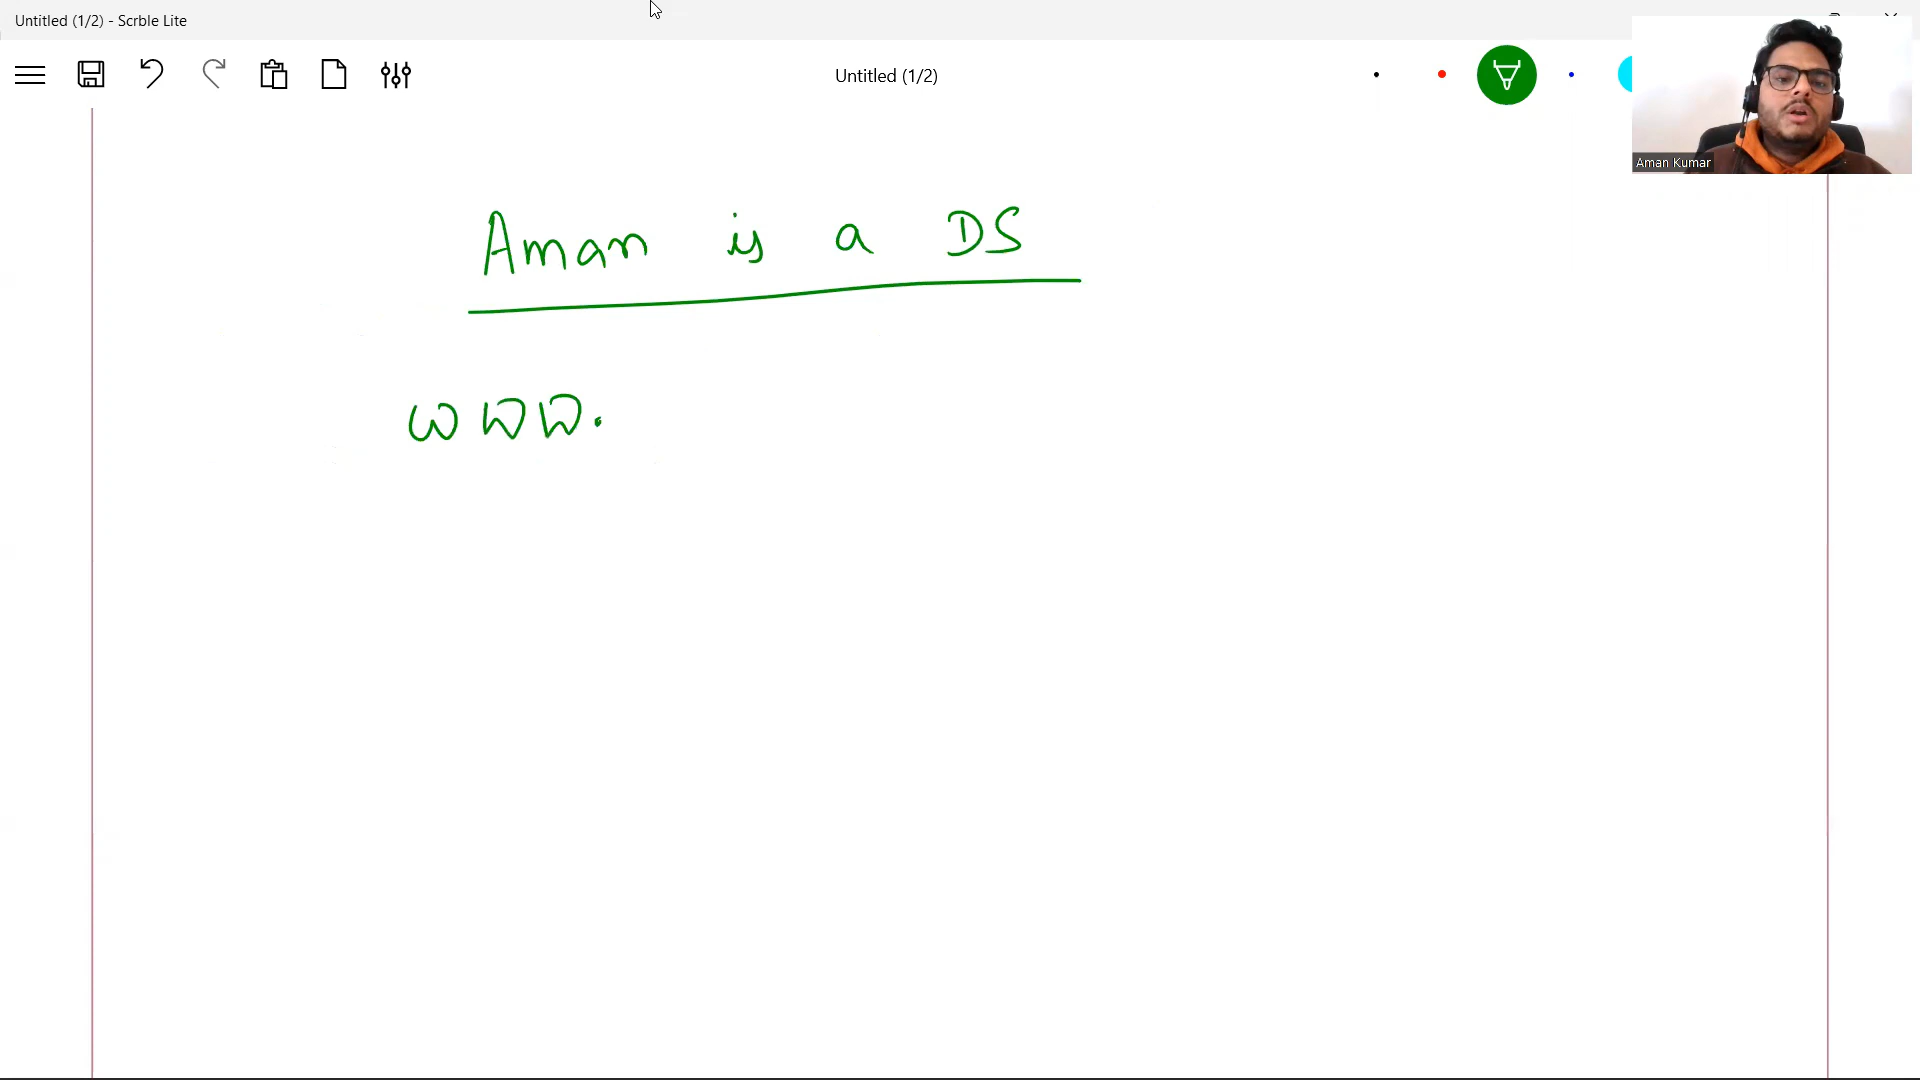 Untitled (1/2) - Scrble Lite
Untitled (1/2)
Aman Kumar
Aman is a DS
www.